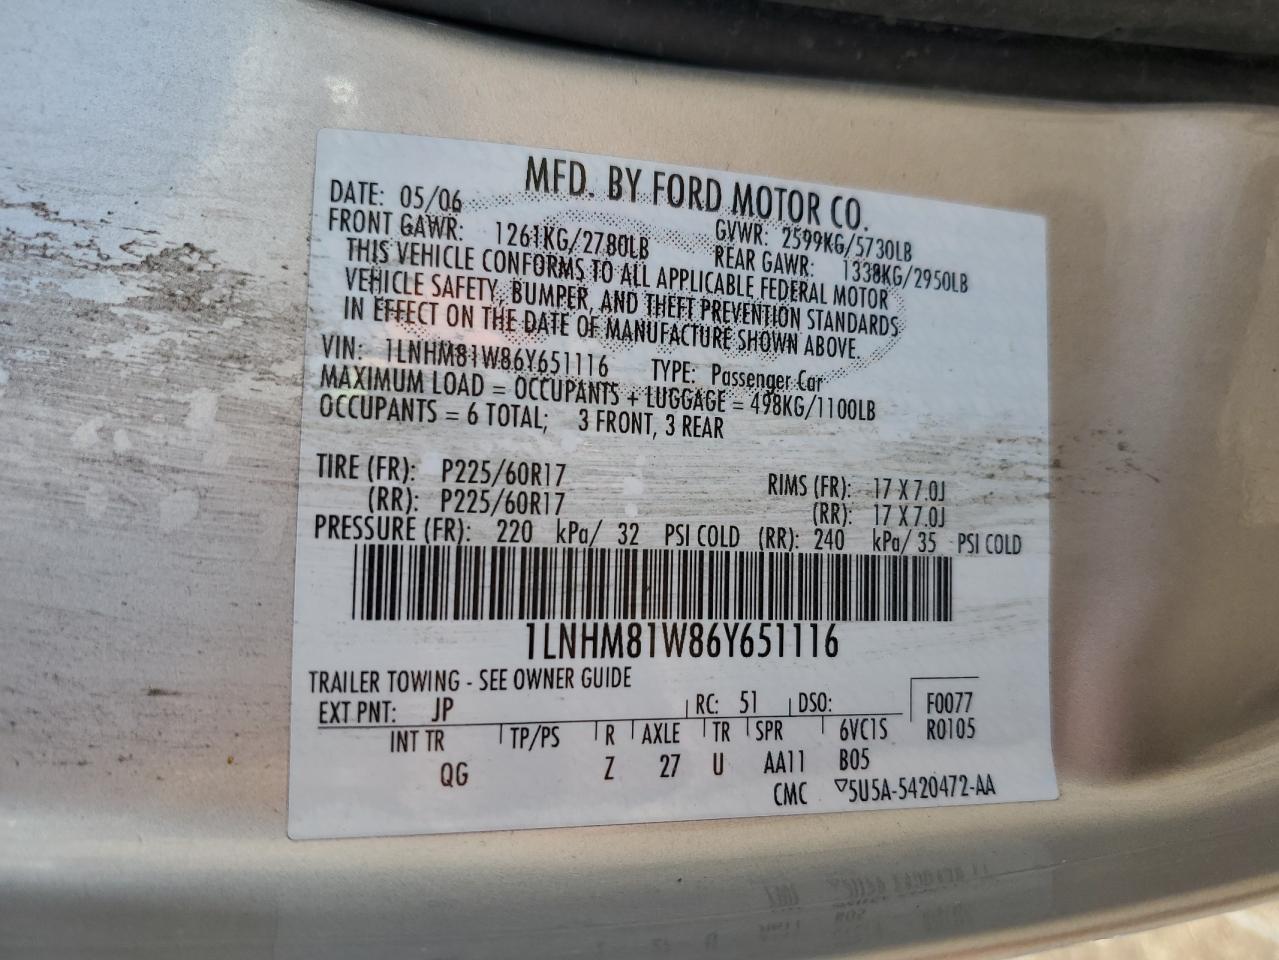 MFD. BY FORD MOTOR CO.
DATE: 05/06 GVWR: 2599KG/5730LB
FRONT GAWR: 1261KG/2780LB REAR GAWR: 1338KG/2950LB
THIS VEHICLE CONFORMS TO ALL APPLICABLE FEDERAL MOTOR
VEHICLE SAFETY, BUMPER, AND THEFT PREVENTION STANDARDS
IN EFFECT ON THE DATE OF MANUFACTURE SHOWN ABOVE.
VIN: 1LNHM81W86Y651116 TYPE: Passenger Car
MAXIMUM LOAD = OCCUPANTS + LUGGAGE = 498KG/1100LB
OCCUPANTS = 6 TOTAL; 3 FRONT, 3 REAR
TIRE (FR): P225/60R17 RIMS (FR): 17 X 7.0J
(RR): P225/60R17 (RR): 17 X 7.0J
PRESSURE (FR): 220 kPa/ 32 PSI COLD (RR): 240 kPa/ 35 PSI COLD
1LNHM81W86Y651116
TRAILER TOWING - SEE OWNER GUIDE
EXT PNT: JP RC: 51 DSO: F0077
INT TR TP/PS R AXLE TR SPR 6VC1S R0105
QG Z 27 U AA11 B05
CMC ▽5U5A-5420472-AA